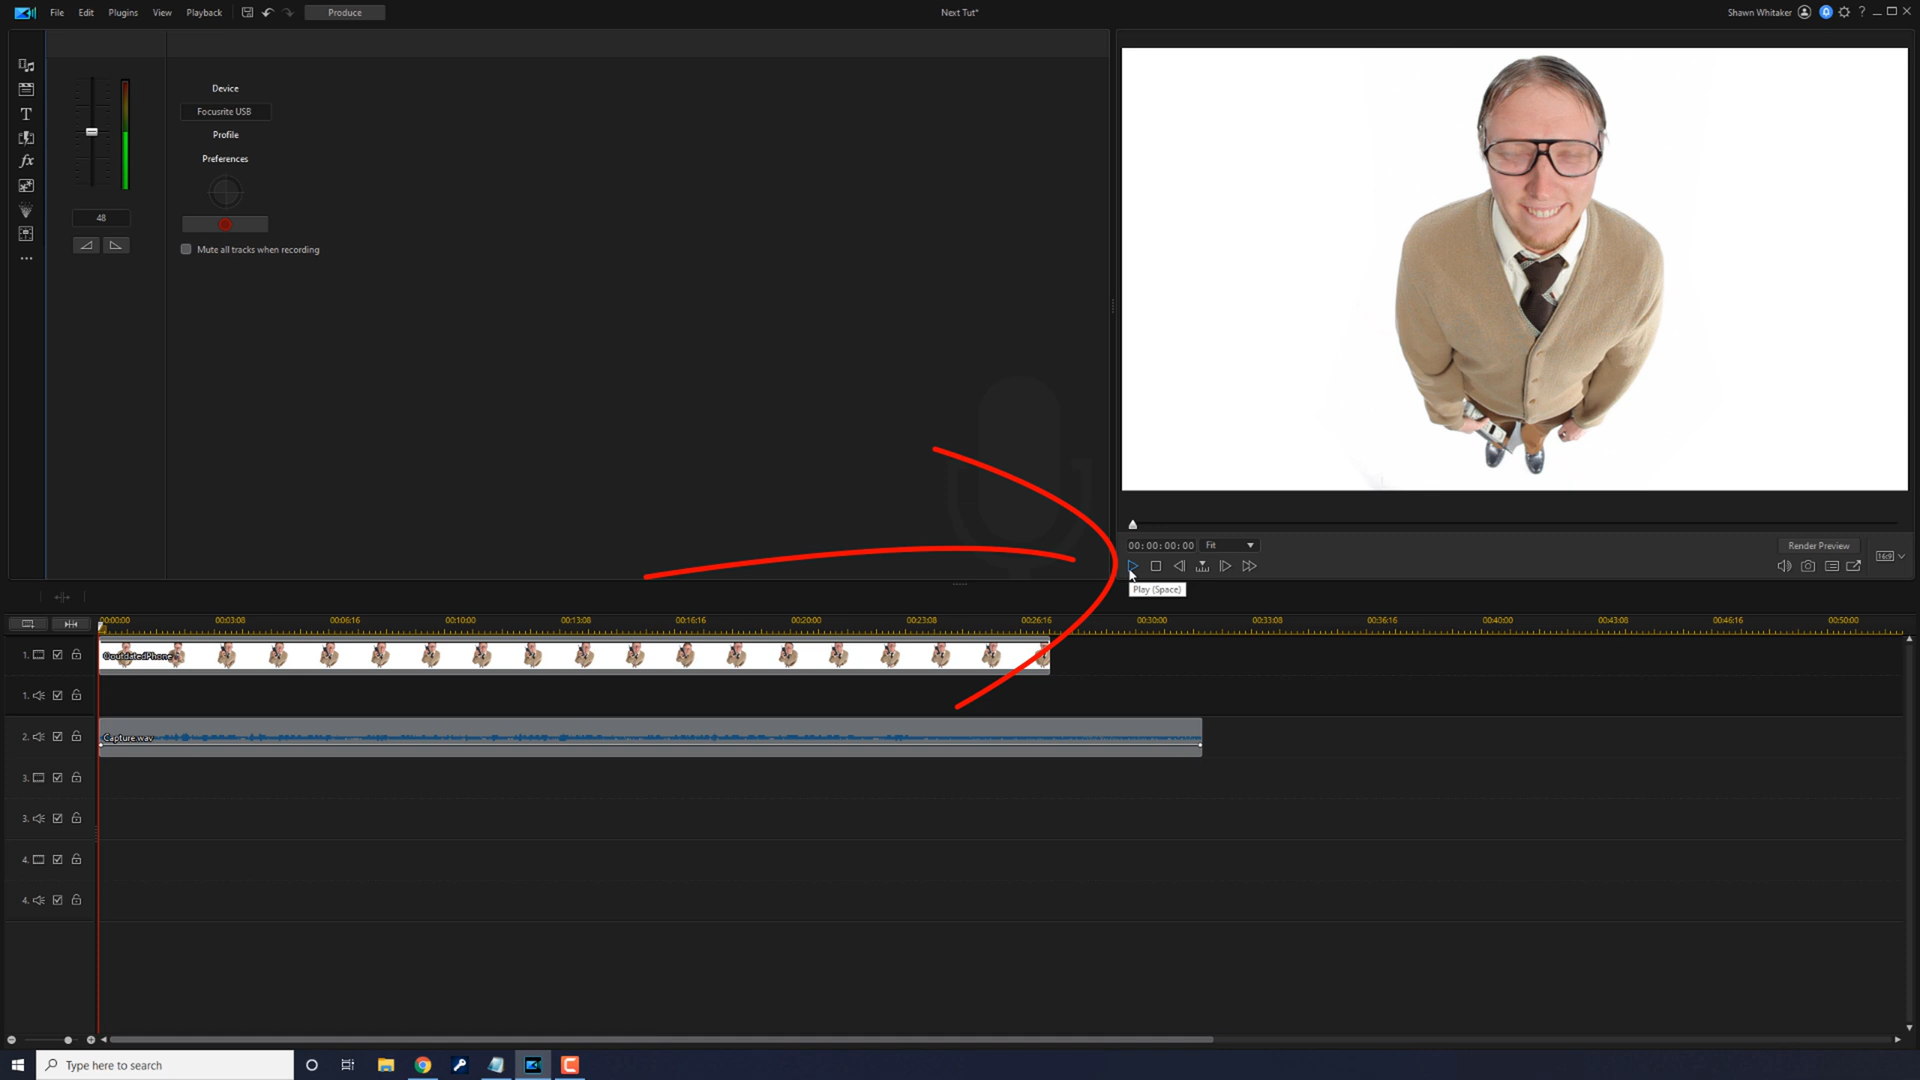 File Edit Plugins View Playback Produce Next Tut* Shawn Whitaker ?
T
Device
Focusrite USB
Profile
fx
Preferences
48
Mute all tracks when recording
00:00:00:00 Fit Render Preview
16:9
Play (Space)
00:00:00 00:03:08 00:06:16 00:10:00 00:13:08 00:16:16 00:20:00 00:23:08 00:26:16 00:30:00 00:33:08 00:36:16 00:40:00 00:43:08 00:46:16 00:50:00
1. OoutdatedPhone
1.
2. Capture.wav
3.
3.
4.
4.
Type here to search